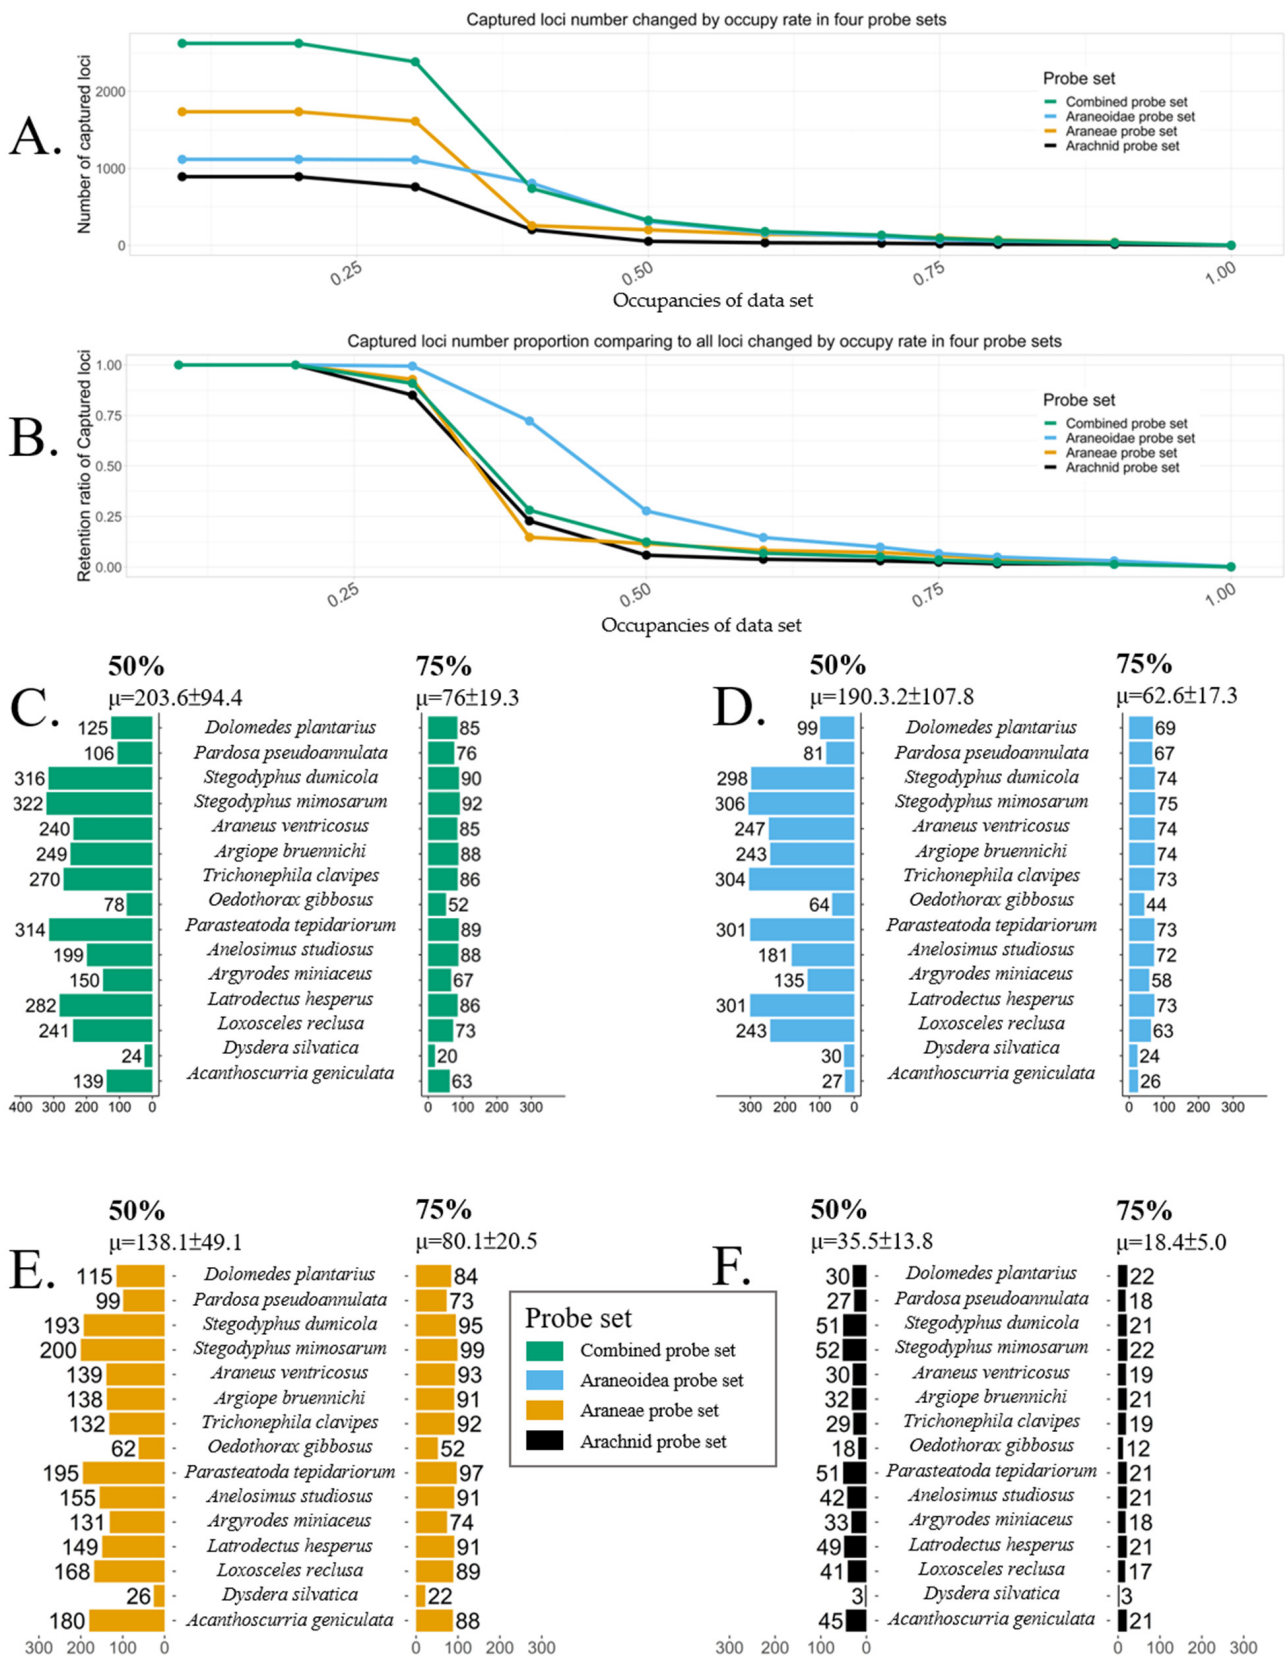 Captured loci number changed by occupy rate in four probe sets
A.
Number of captured loci
2000
1000
0
Probe set
Combined probe set
Araneoidae probe set
Araneae probe set
Arachnid probe set
0.25 0.50 0.75 1.00
Occupancies of data set
Captured loci number proportion comparing to all loci changed by occupy rate in four probe sets
B.
Retention ratio of Captured loci
1.00
0.75
0.50
0.25
0.00
Probe set
Combined probe set
Araneoidae probe set
Araneae probe set
Arachnid probe set
0.25 0.50 0.75 1.00
Occupancies of data set
C.
50% 75%
μ=203.6±94.4 μ=76±19.3
125 Dolomedes plantarius 85
106 Pardosa pseudoannulata 76
316 Stegodyphus dumicola 90
322 Stegodyphus mimosarum 92
240 Araneus ventricosus 85
249 Argiope bruennichi 88
270 Trichonephila clavipes 86
78 Oedothorax gibbosus 52
314 Parasteatoda tepidariorum 89
199 Anelosimus studiosus 88
150 Argyrodes miniaceus 67
282 Latrodectus hesperus 86
241 Loxosceles reclusa 73
24 Dysdera silvatica 20
139 Acanthoscurria geniculata 63
400 300 200 100 0 0 100 200 300
D.
50% 75%
μ=190.3.2±107.8 μ=62.6±17.3
99 Dolomedes plantarius 69
81 Pardosa pseudoannulata 67
298 Stegodyphus dumicola 74
306 Stegodyphus mimosarum 75
247 Araneus ventricosus 74
243 Argiope bruennichi 74
304 Trichonephila clavipes 73
64 Oedothorax gibbosus 44
301 Parasteatoda tepidariorum 73
181 Anelosimus studiosus 72
135 Argyrodes miniaceus 58
301 Latrodectus hesperus 73
243 Loxosceles reclusa 63
30 Dysdera silvatica 24
27 Acanthoscurria geniculata 26
300 200 100 0 0 100 200 300
E.
50% 75%
μ=138.1±49.1 μ=80.1±20.5
115 Dolomedes plantarius 84
99 Pardosa pseudoannulata 73
193 Stegodyphus dumicola 95
200 Stegodyphus mimosarum 99
139 Araneus ventricosus 93
138 Argiope bruennichi 91
132 Trichonephila clavipes 92
62 Oedothorax gibbosus 52
195 Parasteatoda tepidariorum 97
155 Anelosimus studiosus 91
131 Argyrodes miniaceus 74
149 Latrodectus hesperus 91
168 Loxosceles reclusa 89
26 Dysdera silvatica 22
180 Acanthoscurria geniculata 88
300 200 100 0 0 100 200 300
Probe set
Combined probe set
Araneoidea probe set
Araneae probe set
Arachnid probe set
F.
50% 75%
μ=35.5±13.8 μ=18.4±5.0
30 Dolomedes plantarius 22
27 Pardosa pseudoannulata 18
51 Stegodyphus dumicola 21
52 Stegodyphus mimosarum 22
30 Araneus ventricosus 19
32 Argiope bruennichi 21
29 Trichonephila clavipes 19
18 Oedothorax gibbosus 12
51 Parasteatoda tepidariorum 21
42 Anelosimus studiosus 21
33 Argyrodes miniaceus 18
49 Latrodectus hesperus 21
41 Loxosceles reclusa 17
3 Dysdera silvatica 3
45 Acanthoscurria geniculata 21
300 200 100 0 0 100 200 300